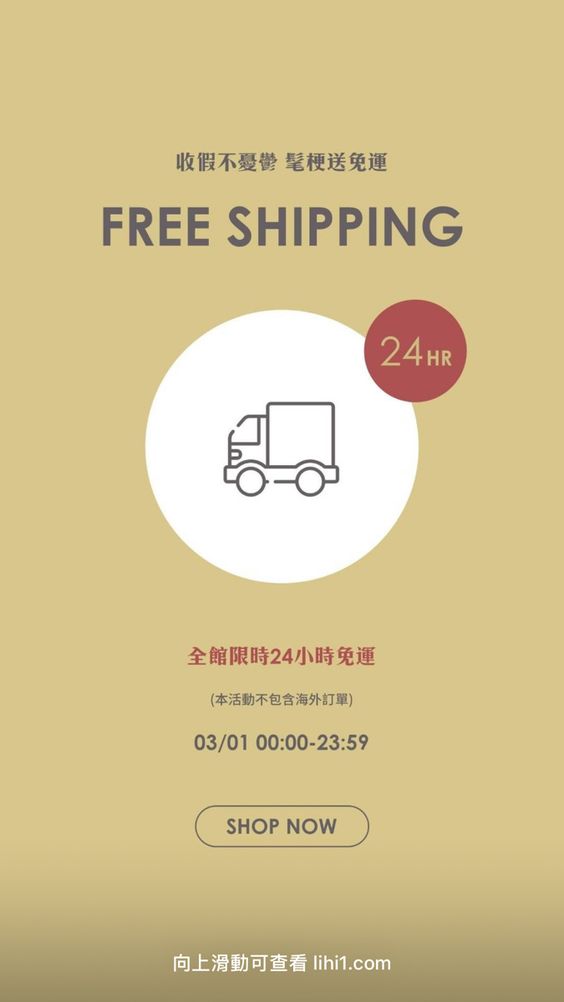 收假不憂鬱 髦梗送免運
FREE SHIPPING
24HR
全館限時24小時免運
(本活動不包含海外訂單)
03/01 00:00-23:59
SHOP NOW
向上滑動可查看 lihi1.com